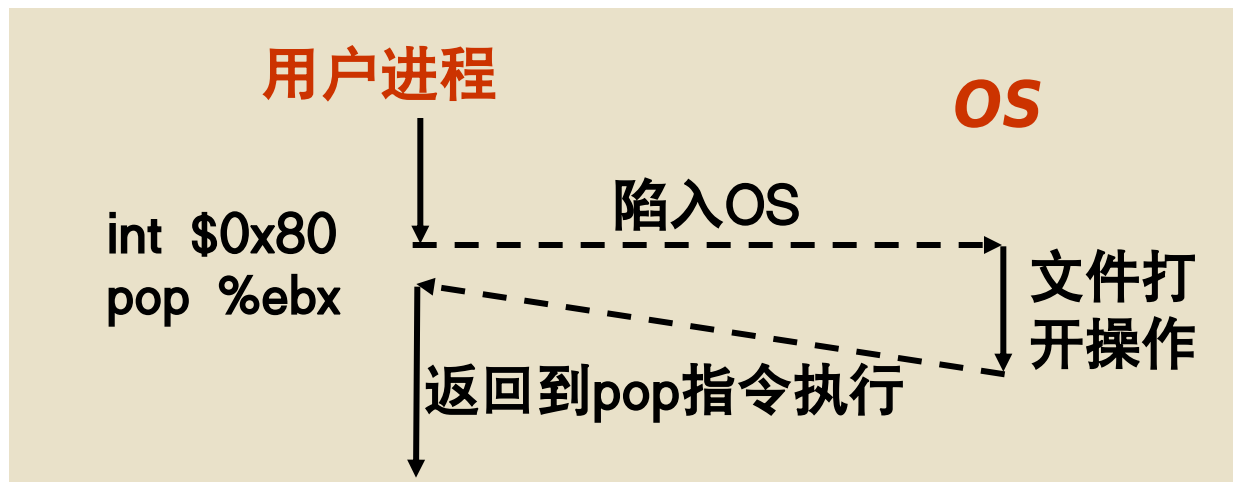 用户进程
OS
陷入OS
int $0x80
pop %ebx
文件打
开操作
返回到pop指令执行